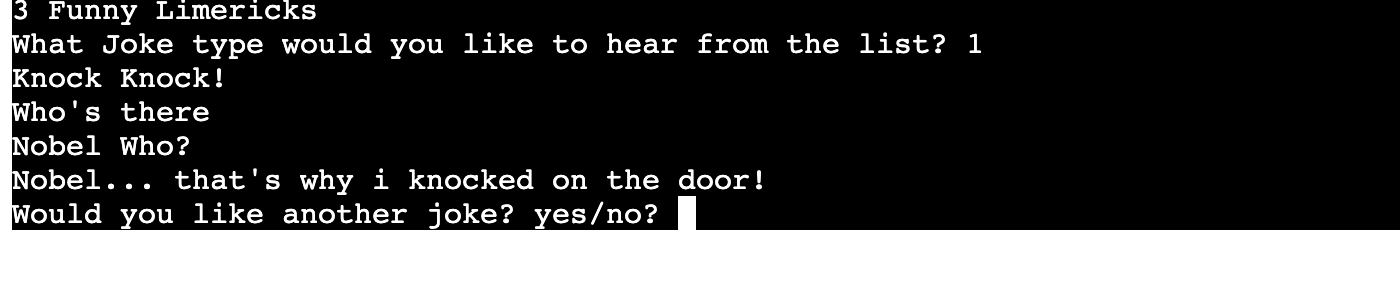 3 Funny Limericks
What Joke type would you like to hear from the list? 1
Knock Knock!
Who's there
Nobel Who?
Nobel... that's why i knocked on the door!
Would you like another joke? yes/no?